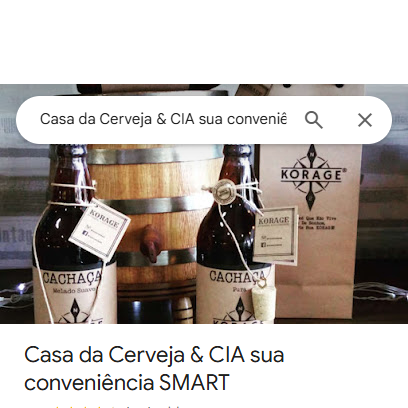 Casa da Cerveja & CIA sua conveniê
KORAGE®
KORAGE
KORAGE
CACHAÇA
Melado Suave
CACHAÇA
Pura
Casa da Cerveja & CIA sua
conveniência SMART